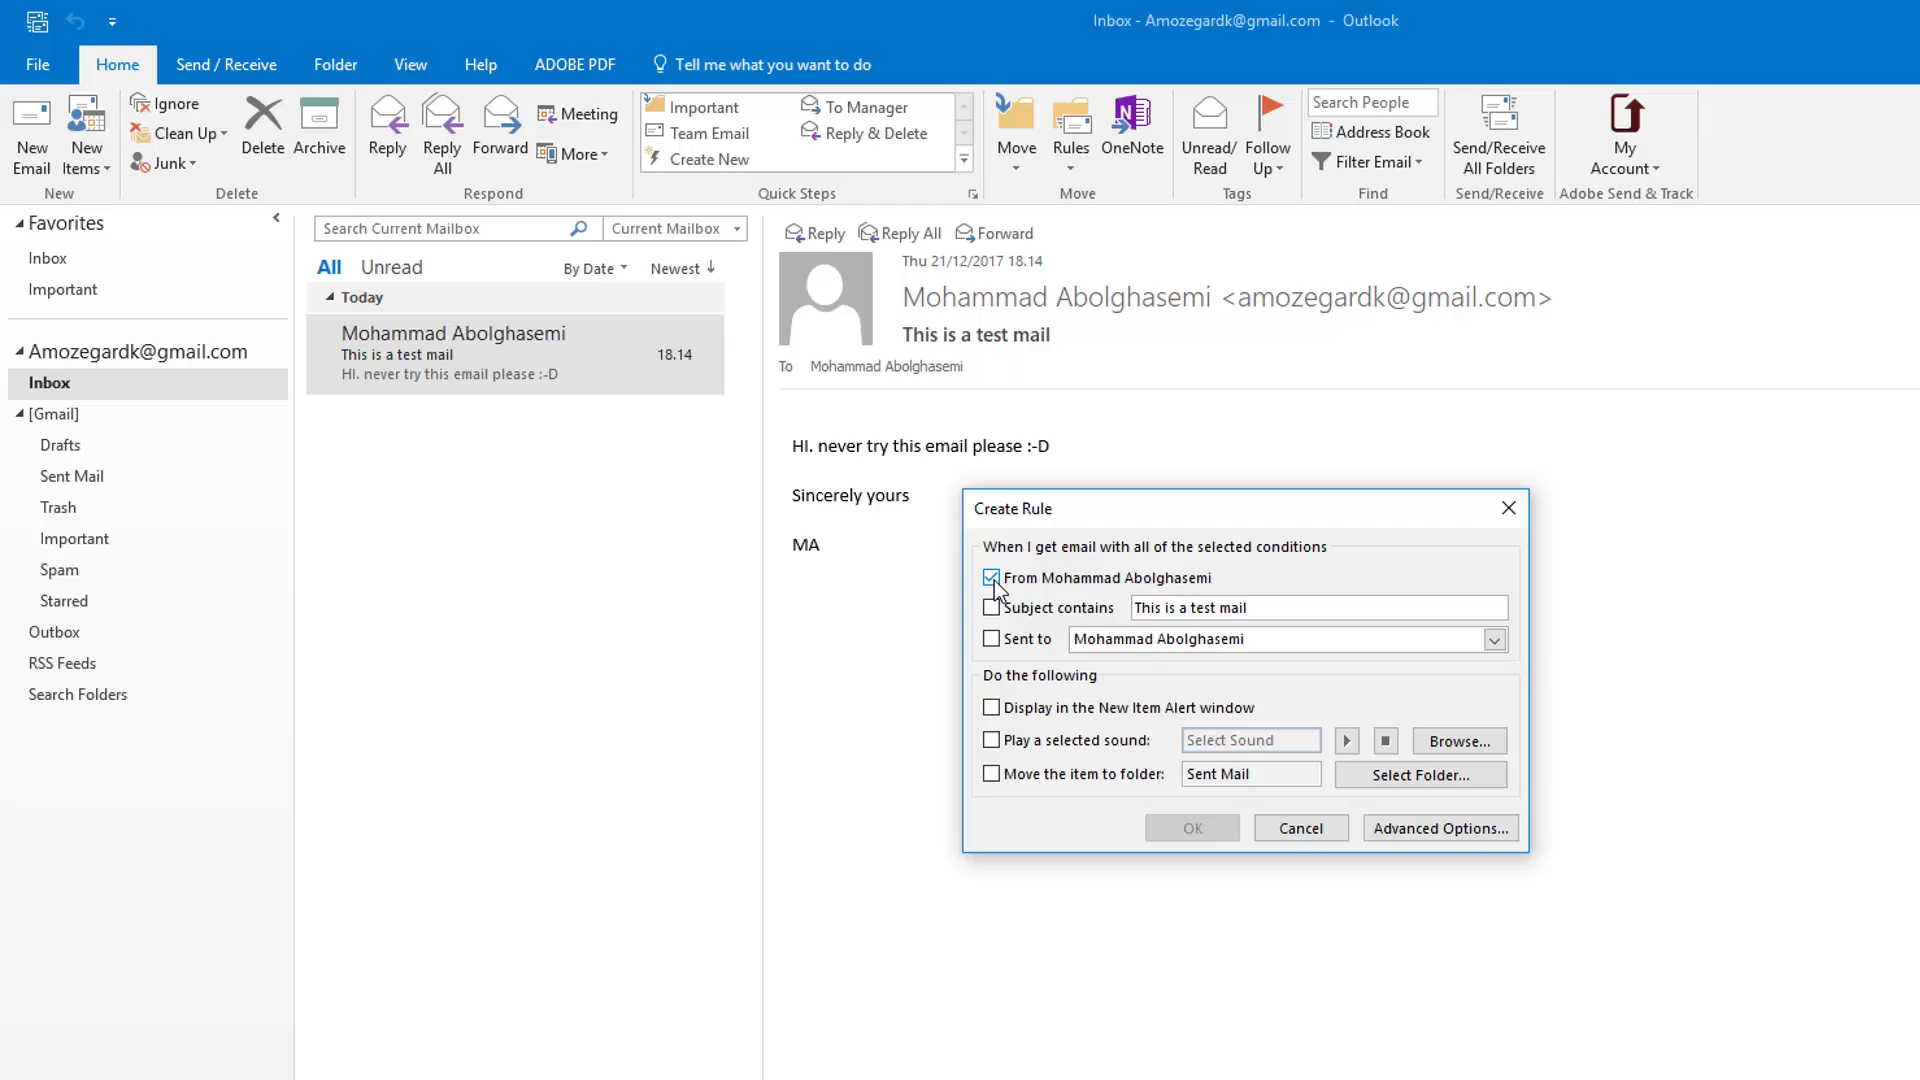 Inbox - Amozegardk@gmail.com - Outlook
File Home Send / Receive Folder View Help ADOBE PDF Tell me what you want to do
New Email
New Items
New
Ignore
Clean Up
Junk
Delete
Archive
Delete
Reply
Reply All
Forward
Meeting
More
Respond
Important
Team Email
Create New
To Manager
Reply & Delete
Quick Steps
Move
Rules
OneNote
Move
Unread/ Read
Follow Up
Tags
Search People
Address Book
Filter Email
Find
Send/Receive All Folders
Send/Receive
My Account
Adobe Send & Track
Favorites
Inbox
Important
Amozegardk@gmail.com
Inbox
[Gmail]
Drafts
Sent Mail
Trash
Important
Spam
Starred
Outbox
RSS Feeds
Search Folders
Search Current Mailbox Current Mailbox
All Unread By Date Newest
Today
Mohammad Abolghasemi
This is a test mail 18.14
HI. never try this email please :-D
Reply Reply All Forward
Thu 21/12/2017 18.14
Mohammad Abolghasemi <amozegardk@gmail.com>
This is a test mail
To Mohammad Abolghasemi
HI. never try this email please :-D
Sincerely yours
MA
Create Rule
When I get email with all of the selected conditions
From Mohammad Abolghasemi
Subject contains This is a test mail
Sent to Mohammad Abolghasemi
Do the following
Display in the New Item Alert window
Play a selected sound: Select Sound Browse...
Move the item to folder: Sent Mail Select Folder...
OK Cancel Advanced Options...